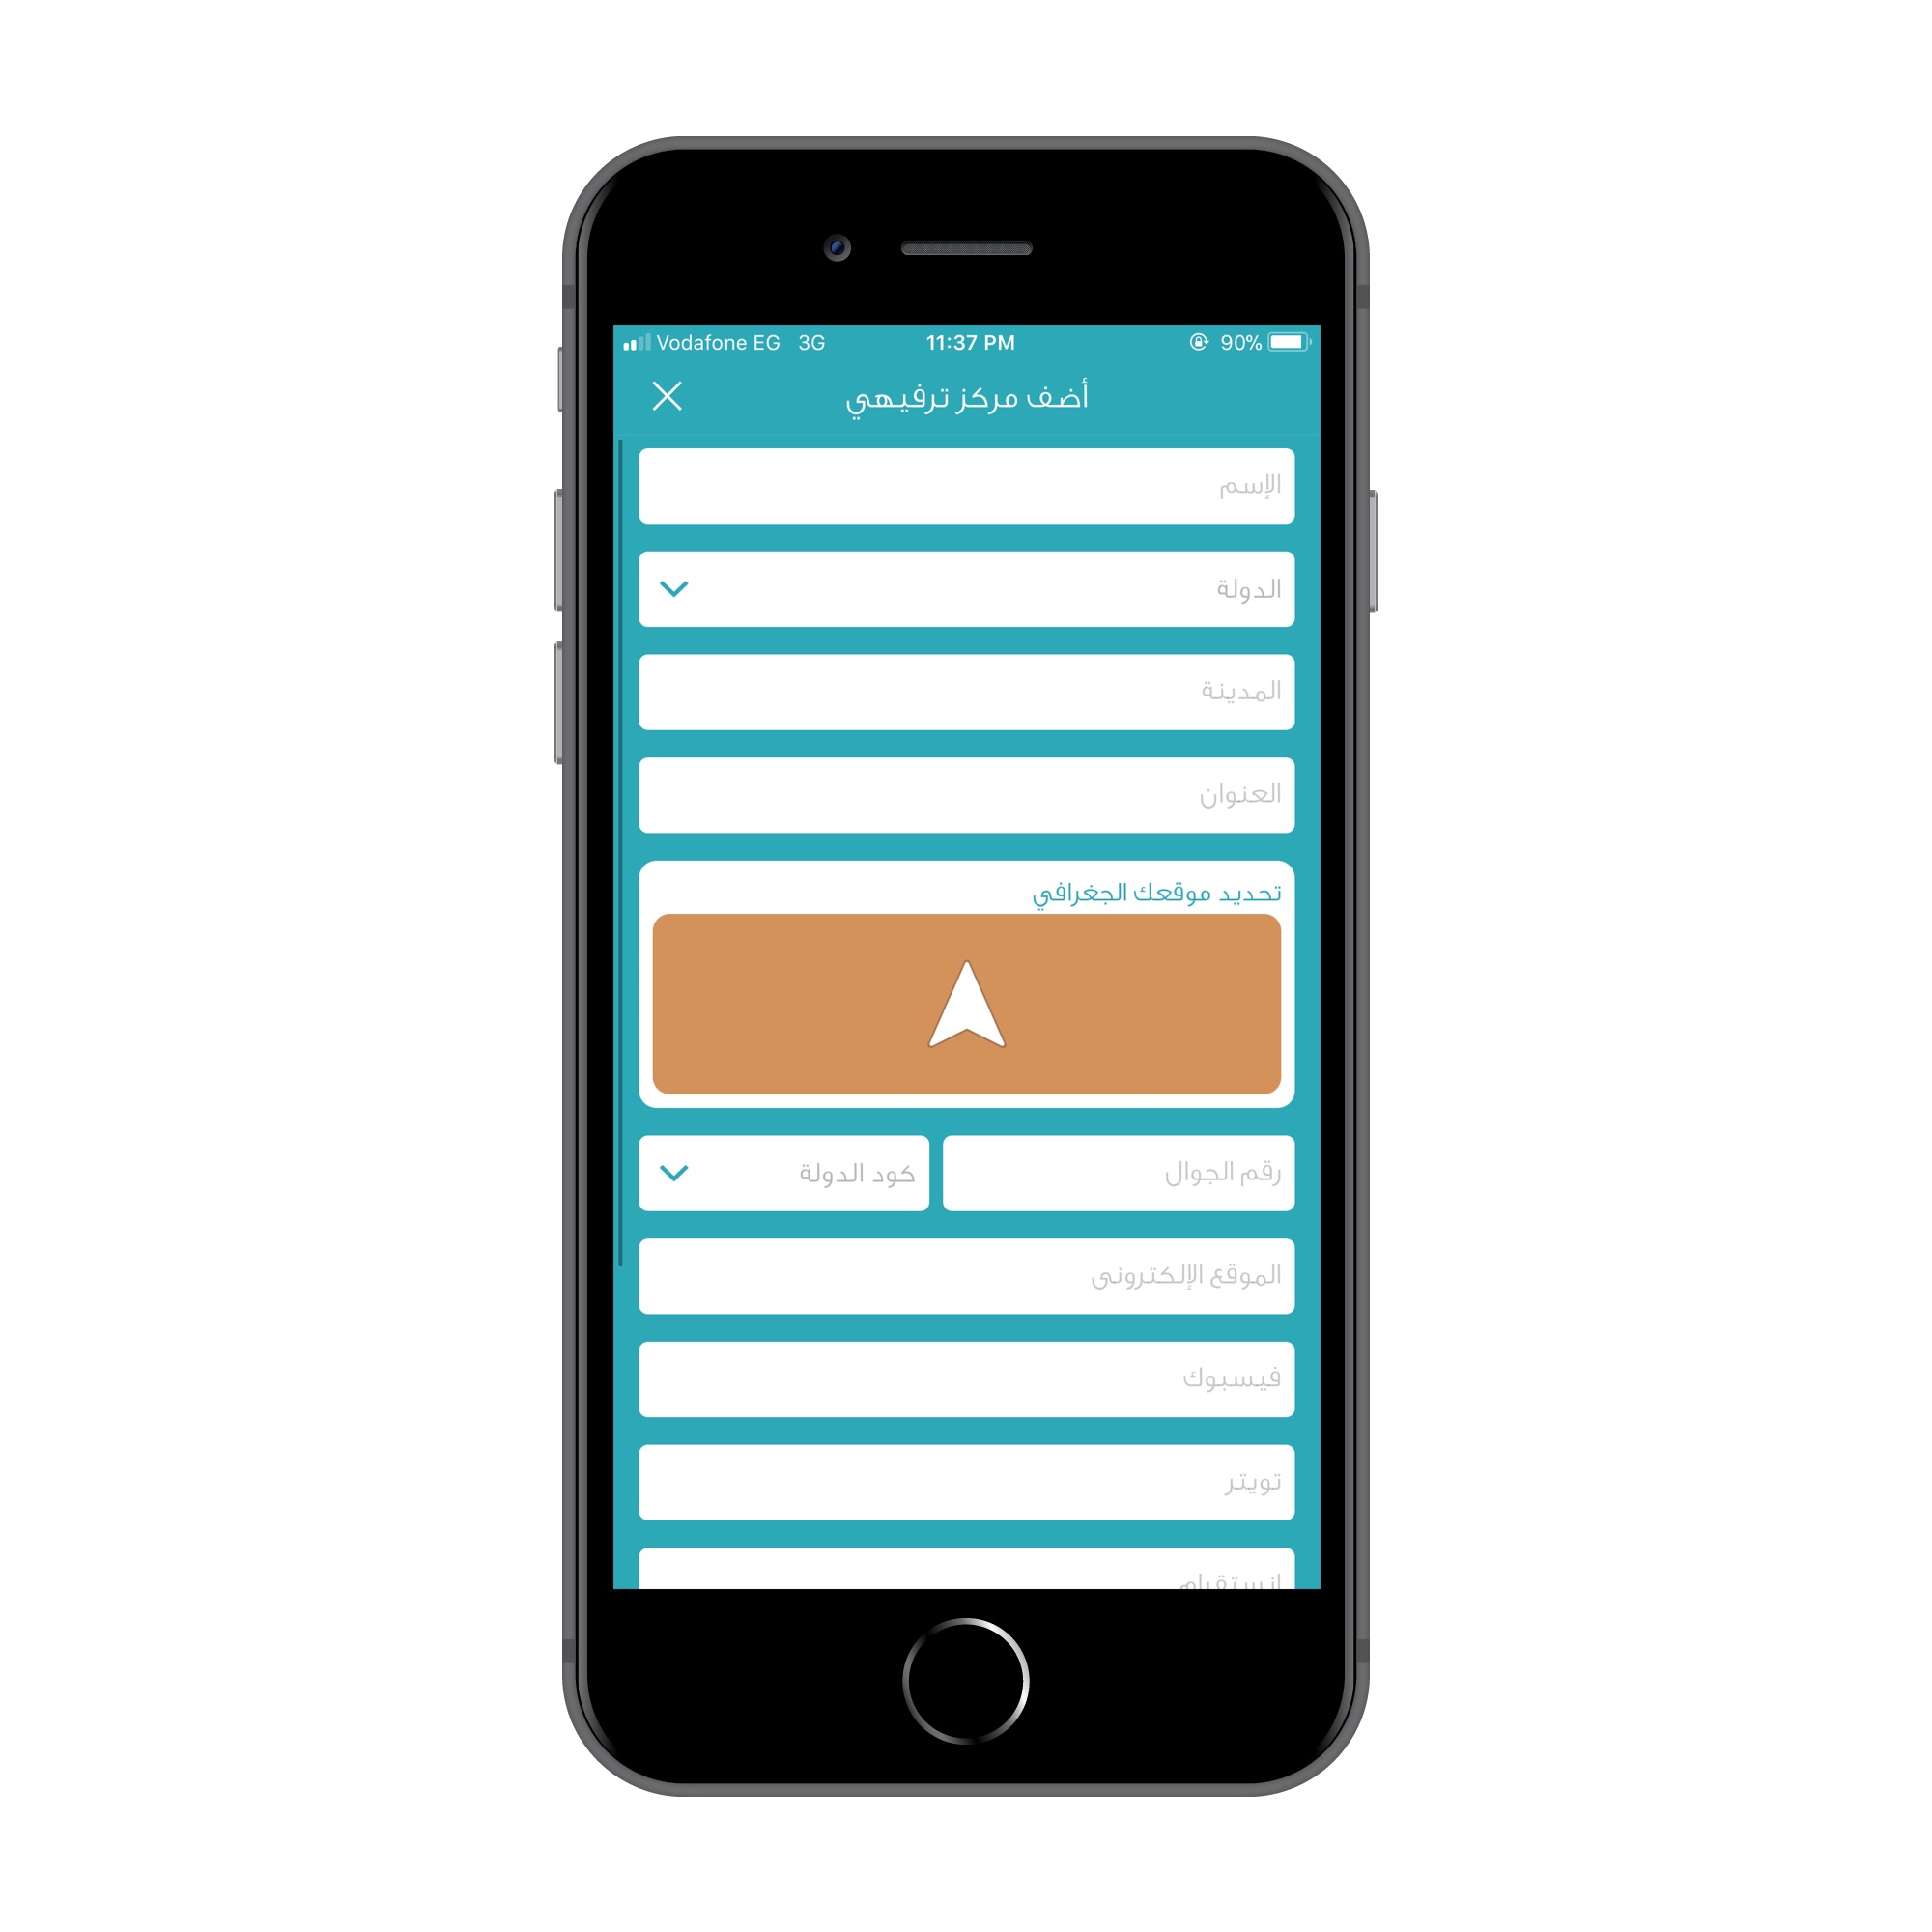 Vodafone EG 3G 11:37 PM 90%
أضف مركز ترفيهي
الإسم
الدولة
المدينة
العنوان
تحديد موقعك الجغرافي
رقم الجوال كود الدولة
الموقع الإلكترونى
فيسبوك
تويتر
انستقرام